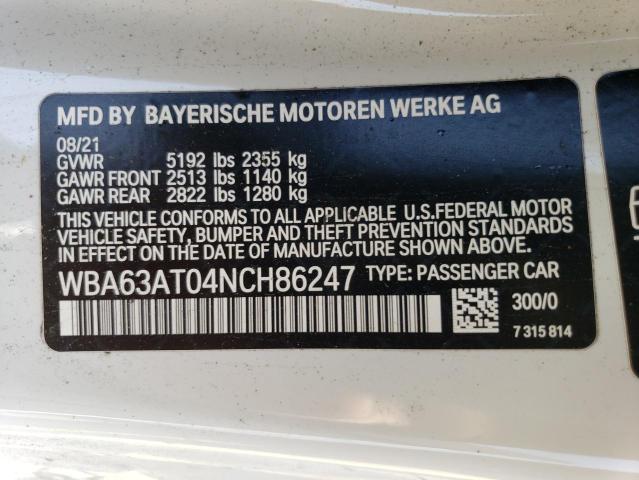 MFD BY BAYERISCHE MOTOREN WERKE AG
08/21
GVWR 5192 lbs 2355 kg
GAWR FRONT 2513 lbs 1140 kg
GAWR REAR 2822 lbs 1280 kg
THIS VEHICLE CONFORMS TO ALL APPLICABLE U.S.FEDERAL MOTOR
VEHICLE SAFETY, BUMPER AND THEFT PREVENTION STANDARDS
IN EFFECT ON THE DATE OF MANUFACTURE SHOWN ABOVE.
WBA63AT04NCH86247 TYPE: PASSENGER CAR
300/0
7 315 814